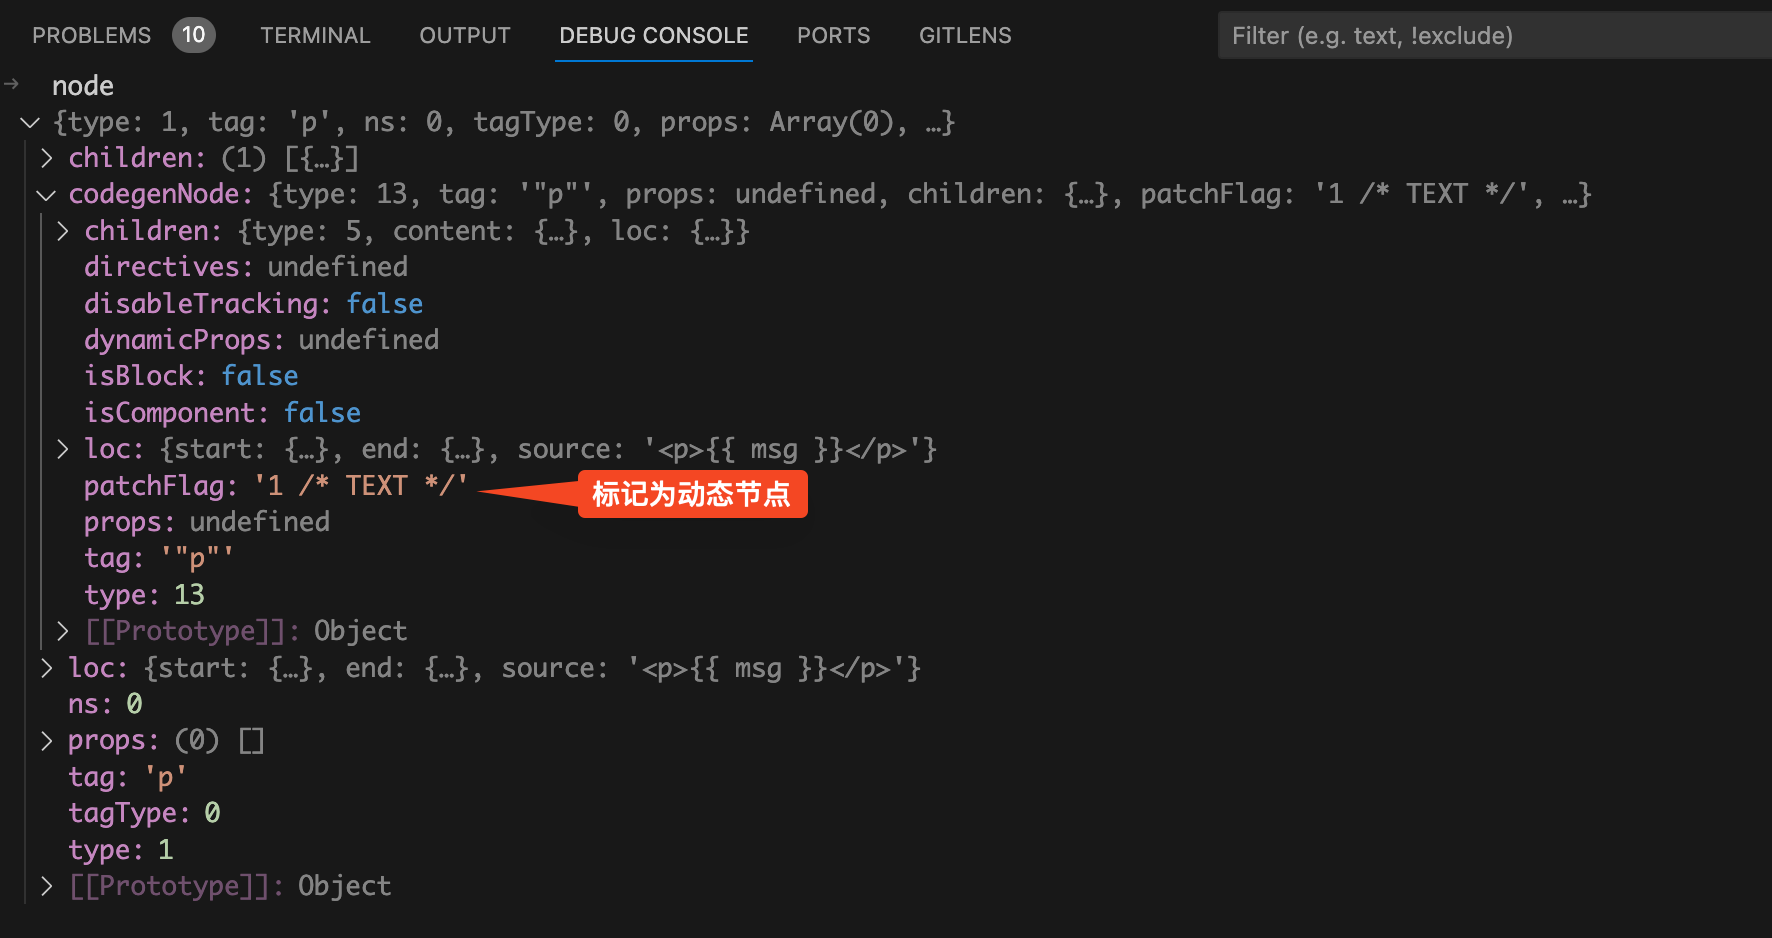 PROBLEMS 10 TERMINAL OUTPUT DEBUG CONSOLE PORTS GITLENS Filter (e.g. text, !exclude)
node
{type: 1, tag: 'p', ns: 0, tagType: 0, props: Array(0), …}
children: (1) [{…}]
codegenNode: {type: 13, tag: '"p"', props: undefined, children: {…}, patchFlag: '1 /* TEXT */', …}
children: {type: 5, content: {…}, loc: {…}}
directives: undefined
disableTracking: false
dynamicProps: undefined
isBlock: false
isComponent: false
loc: {start: {…}, end: {…}, source: '<p>{{ msg }}</p>'}
patchFlag: '1 /* TEXT */' 标记为动态节点
props: undefined
tag: '"p"'
type: 13
[[Prototype]]: Object
loc: {start: {…}, end: {…}, source: '<p>{{ msg }}</p>'}
ns: 0
props: (0) []
tag: 'p'
tagType: 0
type: 1
[[Prototype]]: Object